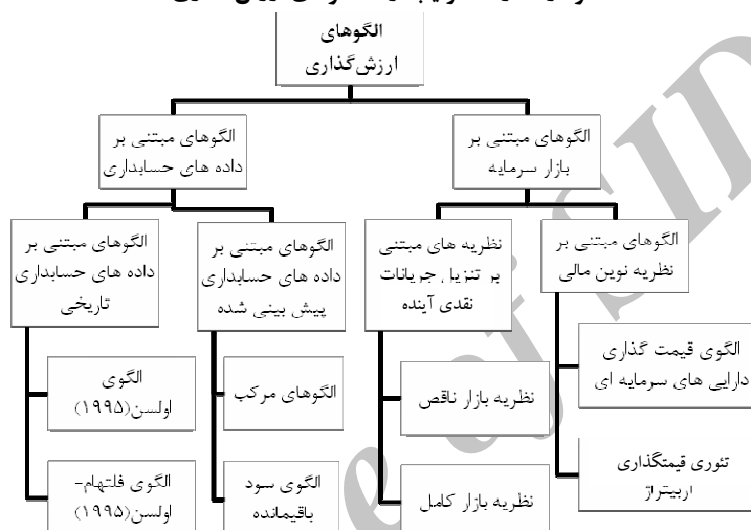 الگوهای
ارزش‌گذاری
الگوهای مبتنی بر
بازار سرمایه
الگوهای مبتنی بر
داده های حسابداری
الگوهای مبتنی بر
نظریه نوین مالی
نظریه های مبتنی
بر تنزیل جریانات
نقدی آینده
الگوهای مبتنی بر
داده های حسابداری
پیش بینی شده
الگوهای مبتنی بر
داده های حسابداری
تاریخی
الگوی قیمت گذاری
دارایی های سرمایه ای
نظریه بازار ناقص
الگوهای مرکب
الگوی
اولسن(۱۹۹۵)
تئوری قیمتگذاری
اربیتراژ
نظریه بازار کامل
الگوی سود
باقیمانده
الگوی فلتهام-
اولسن(۱۹۹۵)
e of SID